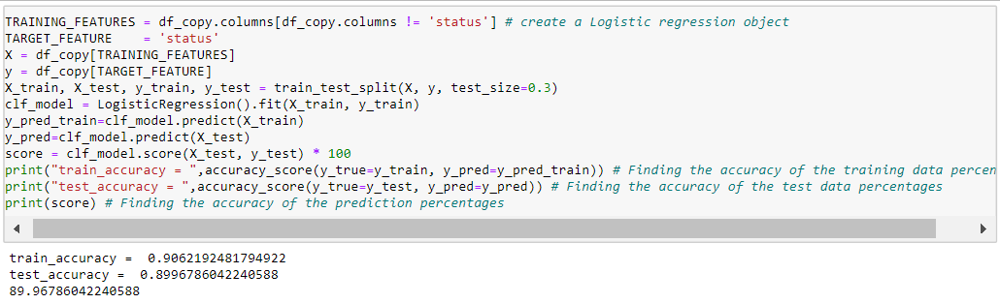 TRAINING_FEATURES = df_copy.columns[df_copy.columns != 'status'] # create a Logistic regression object
TARGET_FEATURE    = 'status'
X = df_copy[TRAINING_FEATURES]
y = df_copy[TARGET_FEATURE]
X_train, X_test, y_train, y_test = train_test_split(X, y, test_size=0.3)
clf_model = LogisticRegression().fit(X_train, y_train)
y_pred_train=clf_model.predict(X_train)
y_pred=clf_model.predict(X_test)
score = clf_model.score(X_test, y_test) * 100
print("train_accuracy = ",accuracy_score(y_true=y_train, y_pred=y_pred_train)) # Finding the accuracy of the training data percen
print("test_accuracy = ",accuracy_score(y_true=y_test, y_pred=y_pred)) # Finding the accuracy of the test data percentages
print(score) # Finding the accuracy of the prediction percentages
train_accuracy =  0.9062192481794922
test_accuracy =  0.8996786042240588
89.96786042240588